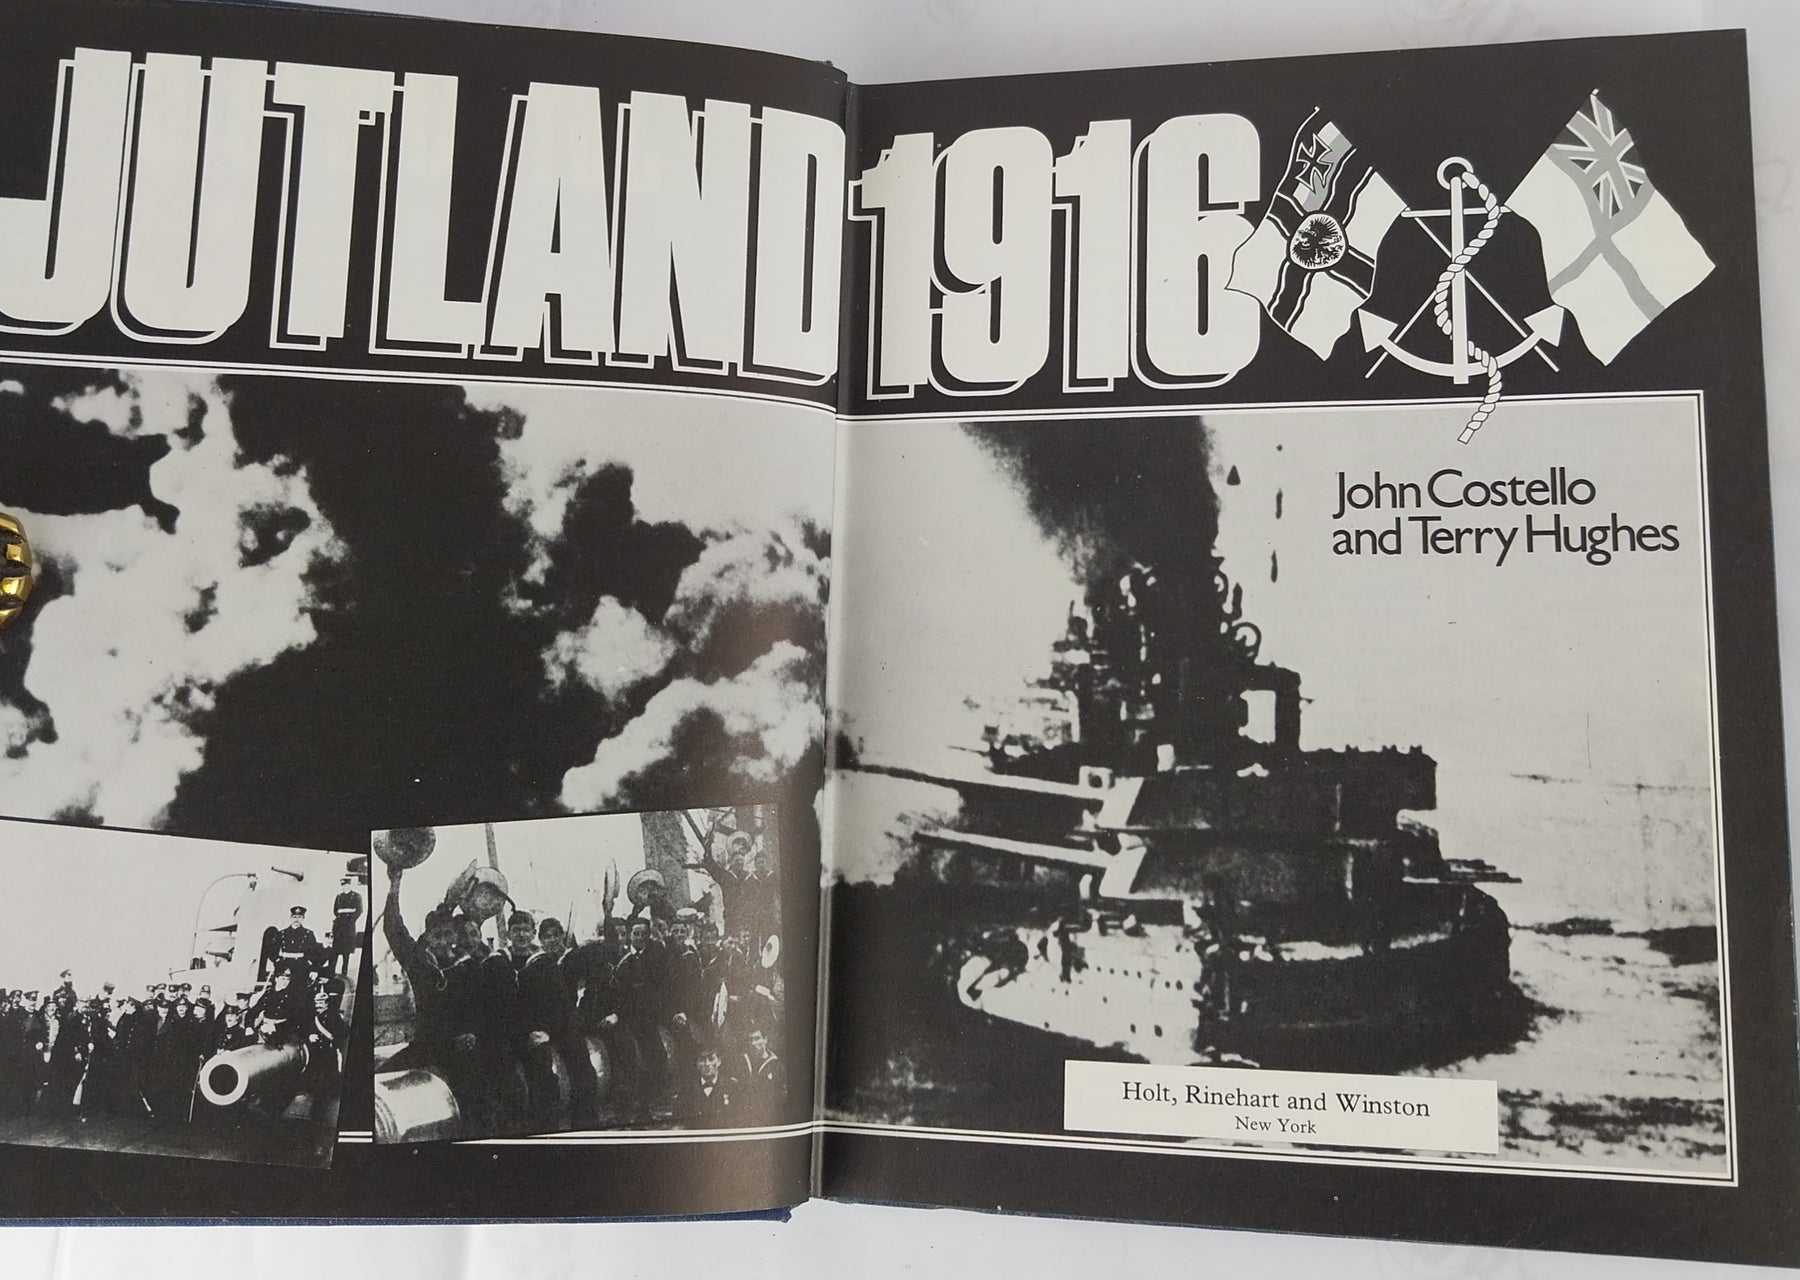 JUTLAND 1916
John Costello
and Terry Hughes
Holt, Rinehart and Winston
New York